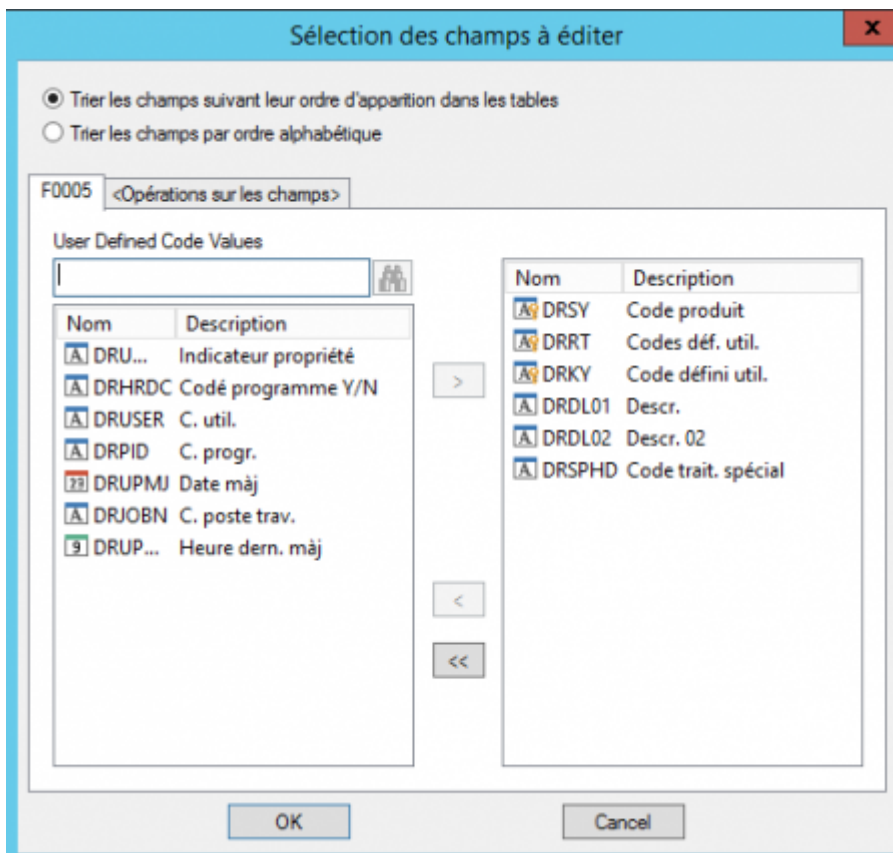 Sélection des champs à éditer
x
Trier les champs suivant leur ordre d'apparition dans les tables
Trier les champs par ordre alphabétique
F0005 <Opérations sur les champs>
User Defined Code Values
Nom Description
DRU... Indicateur propriété
DRHRDC Codé programme Y/N
DRUSER C. util.
DRPID C. progr.
DRUPMJ Date màj
DRJOBN C. poste trav.
DRUP... Heure dern. màj
>
<
<<
Nom Description
DRSY Code produit
DRRT Codes déf. util.
DRKY Code défini util.
DRDL01 Descr.
DRDL02 Descr. 02
DRSPHD Code trait. spécial
OK Cancel